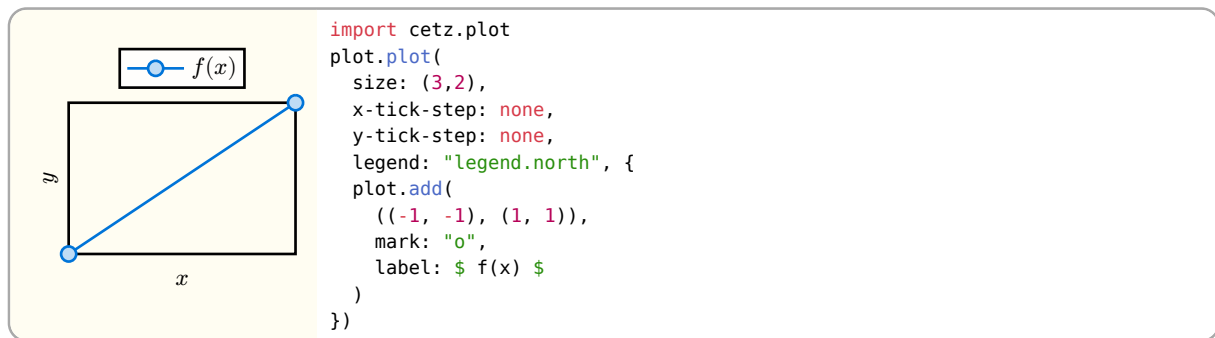 f(x)
y
x
import cetz.plot
plot.plot(
  size: (3,2),
  x-tick-step: none,
  y-tick-step: none,
  legend: "legend.north", {
  plot.add(
    ((-1, -1), (1, 1)),
    mark: "o",
    label: $ f(x) $
  )
})